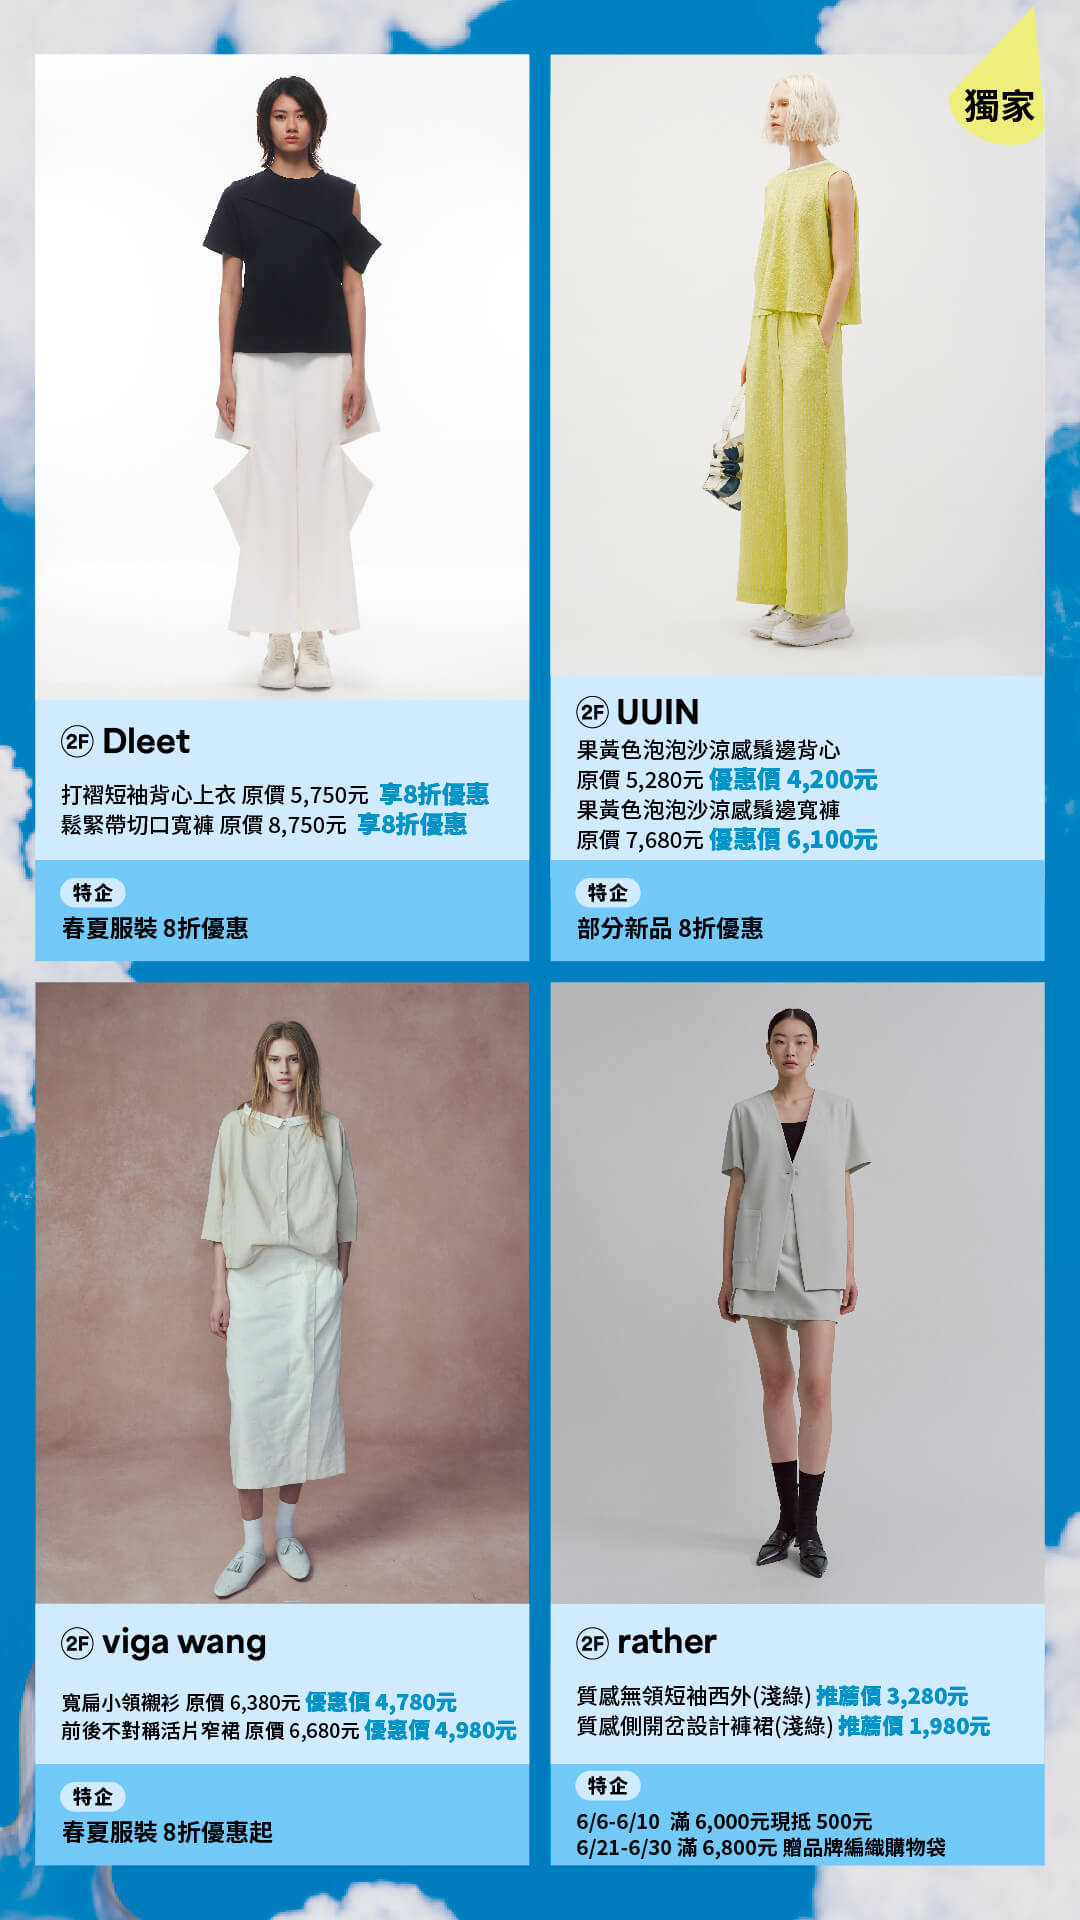 2F Dleet
打褶短袖背心上衣 原價 5,750元 享8折優惠
鬆緊帶切口寬褲 原價 8,750元 享8折優惠
特企
春夏服裝 8折優惠
獨家
2F UUIN
果黃色泡泡沙涼感鬚邊背心
原價 5,280元 優惠價 4,200元
果黃色泡泡沙涼感鬚邊寬褲
原價 7,680元 優惠價 6,100元
特企
部分新品 8折優惠
2F viga wang
寬扁小領襯衫 原價 6,380元 優惠價 4,780元
前後不對稱活片窄裙 原價 6,680元 優惠價 4,980元
特企
春夏服裝 8折優惠起
2F rather
質感無領短袖西外(淺綠) 推薦價 3,280元
質感側開岔設計褲裙(淺綠) 推薦價 1,980元
特企
6/6-6/10 滿 6,000元現抵 500元
6/21-6/30 滿 6,800元 贈品牌編織購物袋